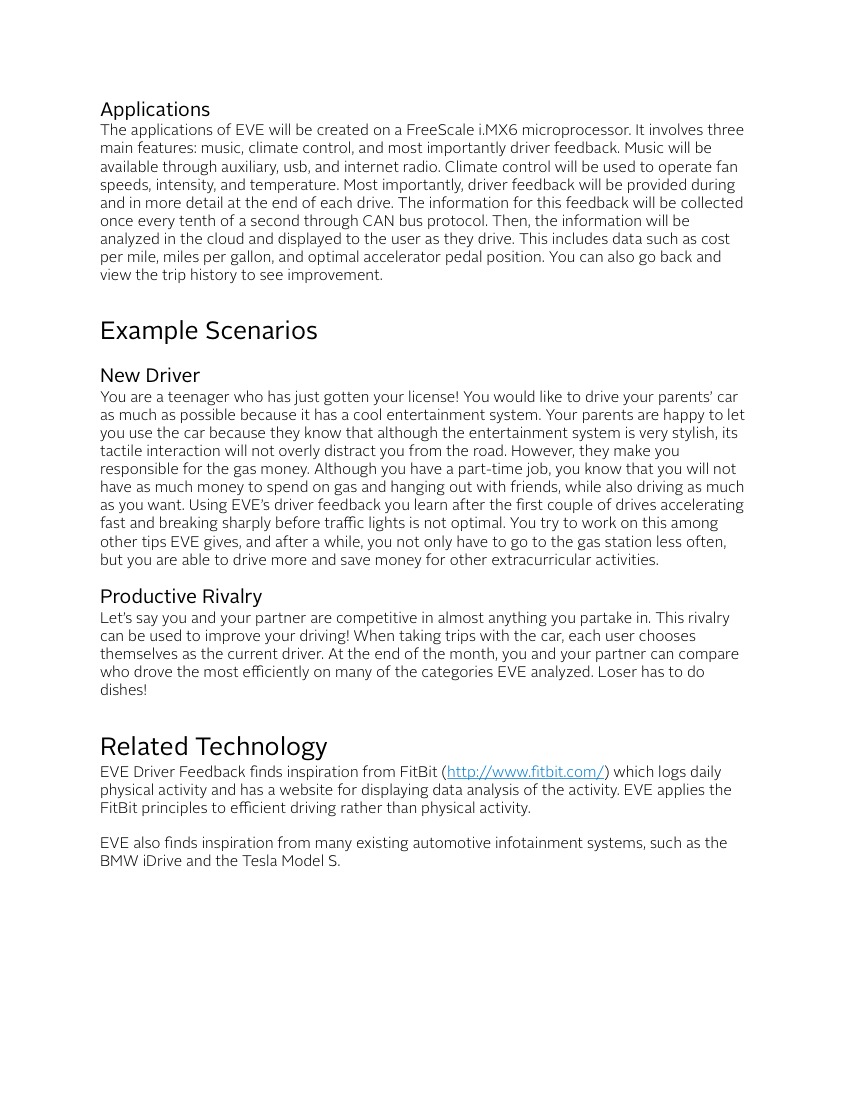 Applications
The applications of EVE will be created on a FreeScale i.MX6 microprocessor. It involves three
main features: music, climate control, and most importantly driver feedback. Music will be
available through auxiliary, usb, and internet radio. Climate control will be used to operate fan
speeds, intensity, and temperature. Most importantly, driver feedback will be provided during
and in more detail at the end of each drive. The information for this feedback will be collected
once every tenth of a second through CAN bus protocol. Then, the information will be
analyzed in the cloud and displayed to the user as they drive. This includes data such as cost
per mile, miles per gallon, and optimal accelerator pedal position. You can also go back and
view the trip history to see improvement.
Example Scenarios
New Driver
You are a teenager who has just gotten your license! You would like to drive your parents’ car
as much as possible because it has a cool entertainment system. Your parents are happy to let
you use the car because they know that although the entertainment system is very stylish, its
tactile interaction will not overly distract you from the road. However, they make you
responsible for the gas money. Although you have a part-time job, you know that you will not
have as much money to spend on gas and hanging out with friends, while also driving as much
as you want. Using EVE’s driver feedback you learn after the first couple of drives accelerating
fast and breaking sharply before traffic lights is not optimal. You try to work on this among
other tips EVE gives, and after a while, you not only have to go to the gas station less often,
but you are able to drive more and save money for other extracurricular activities.
Productive Rivalry
Let’s say you and your partner are competitive in almost anything you partake in. This rivalry
can be used to improve your driving! When taking trips with the car, each user chooses
themselves as the current driver. At the end of the month, you and your partner can compare
who drove the most efficiently on many of the categories EVE analyzed. Loser has to do
dishes!
Related Technology
EVE Driver Feedback finds inspiration from FitBit (http://www.fitbit.com/) which logs daily
physical activity and has a website for displaying data analysis of the activity. EVE applies the
FitBit principles to efficient driving rather than physical activity.
EVE also finds inspiration from many existing automotive infotainment systems, such as the
BMW iDrive and the Tesla Model S.